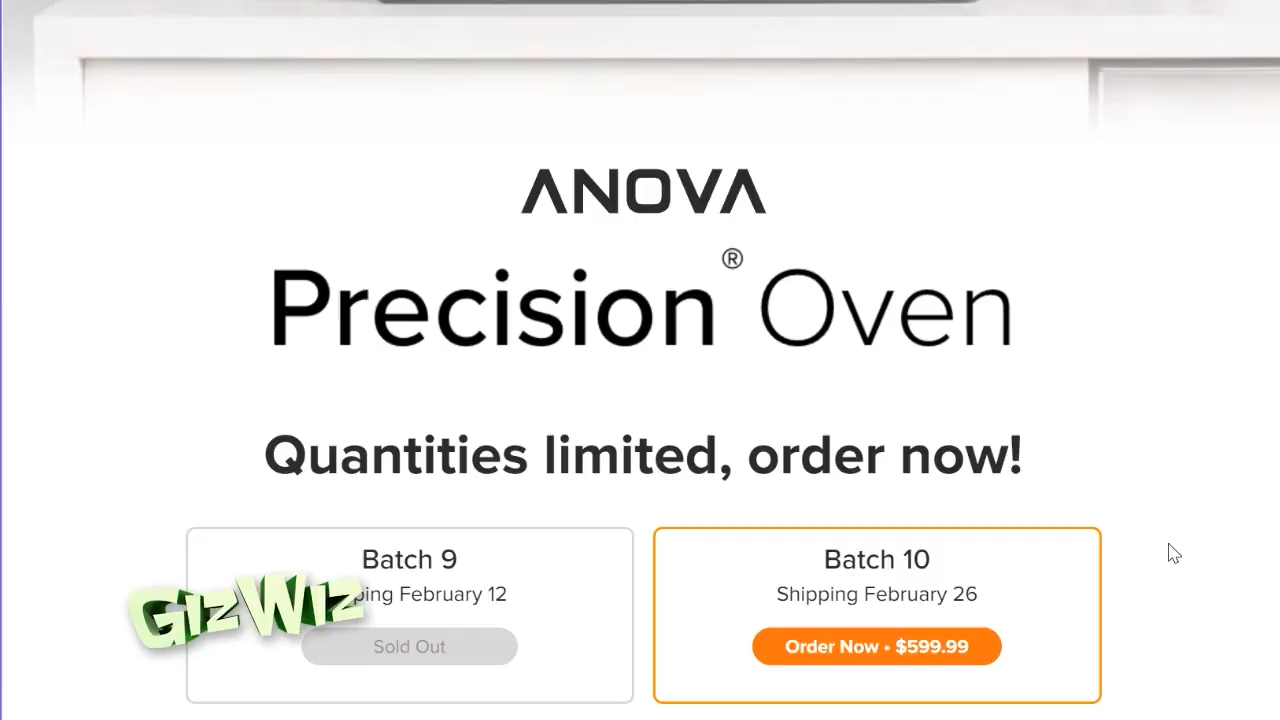 ANOVA
Precision® Oven
Quantities limited, order now!
Batch 9
ping February 12
Sold Out
GIZWIZ
Batch 10
Shipping February 26
Order Now • $599.99